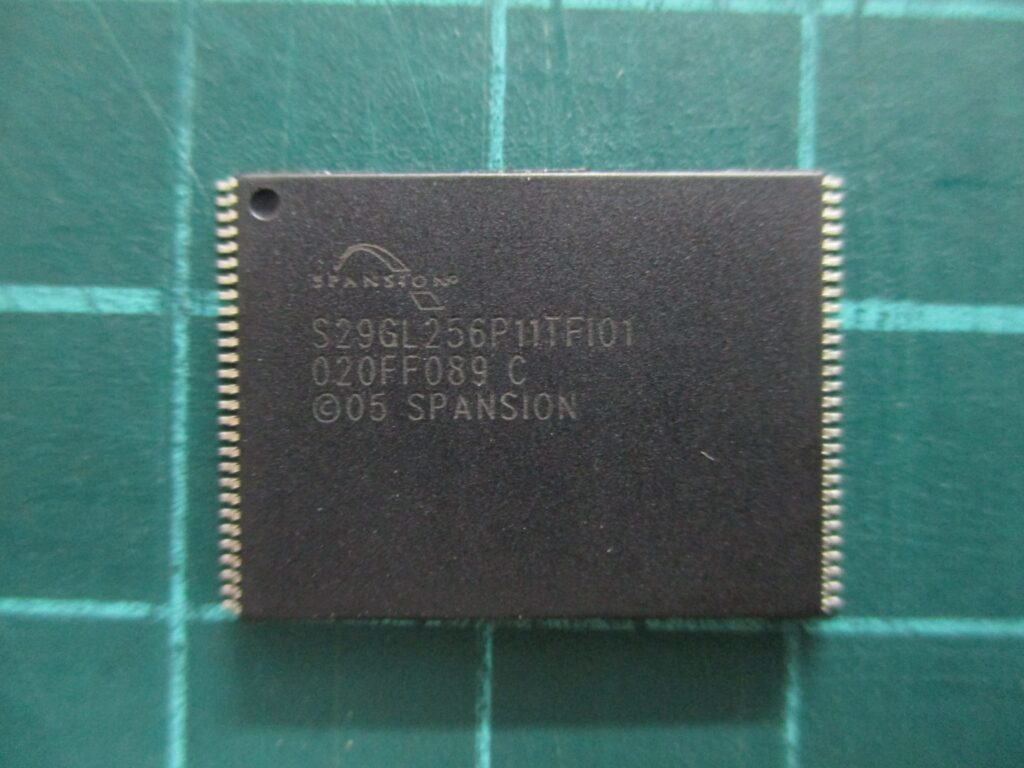 SPANSION
S29GL256P11TFI01
020FF089 C
©05 SPANSION